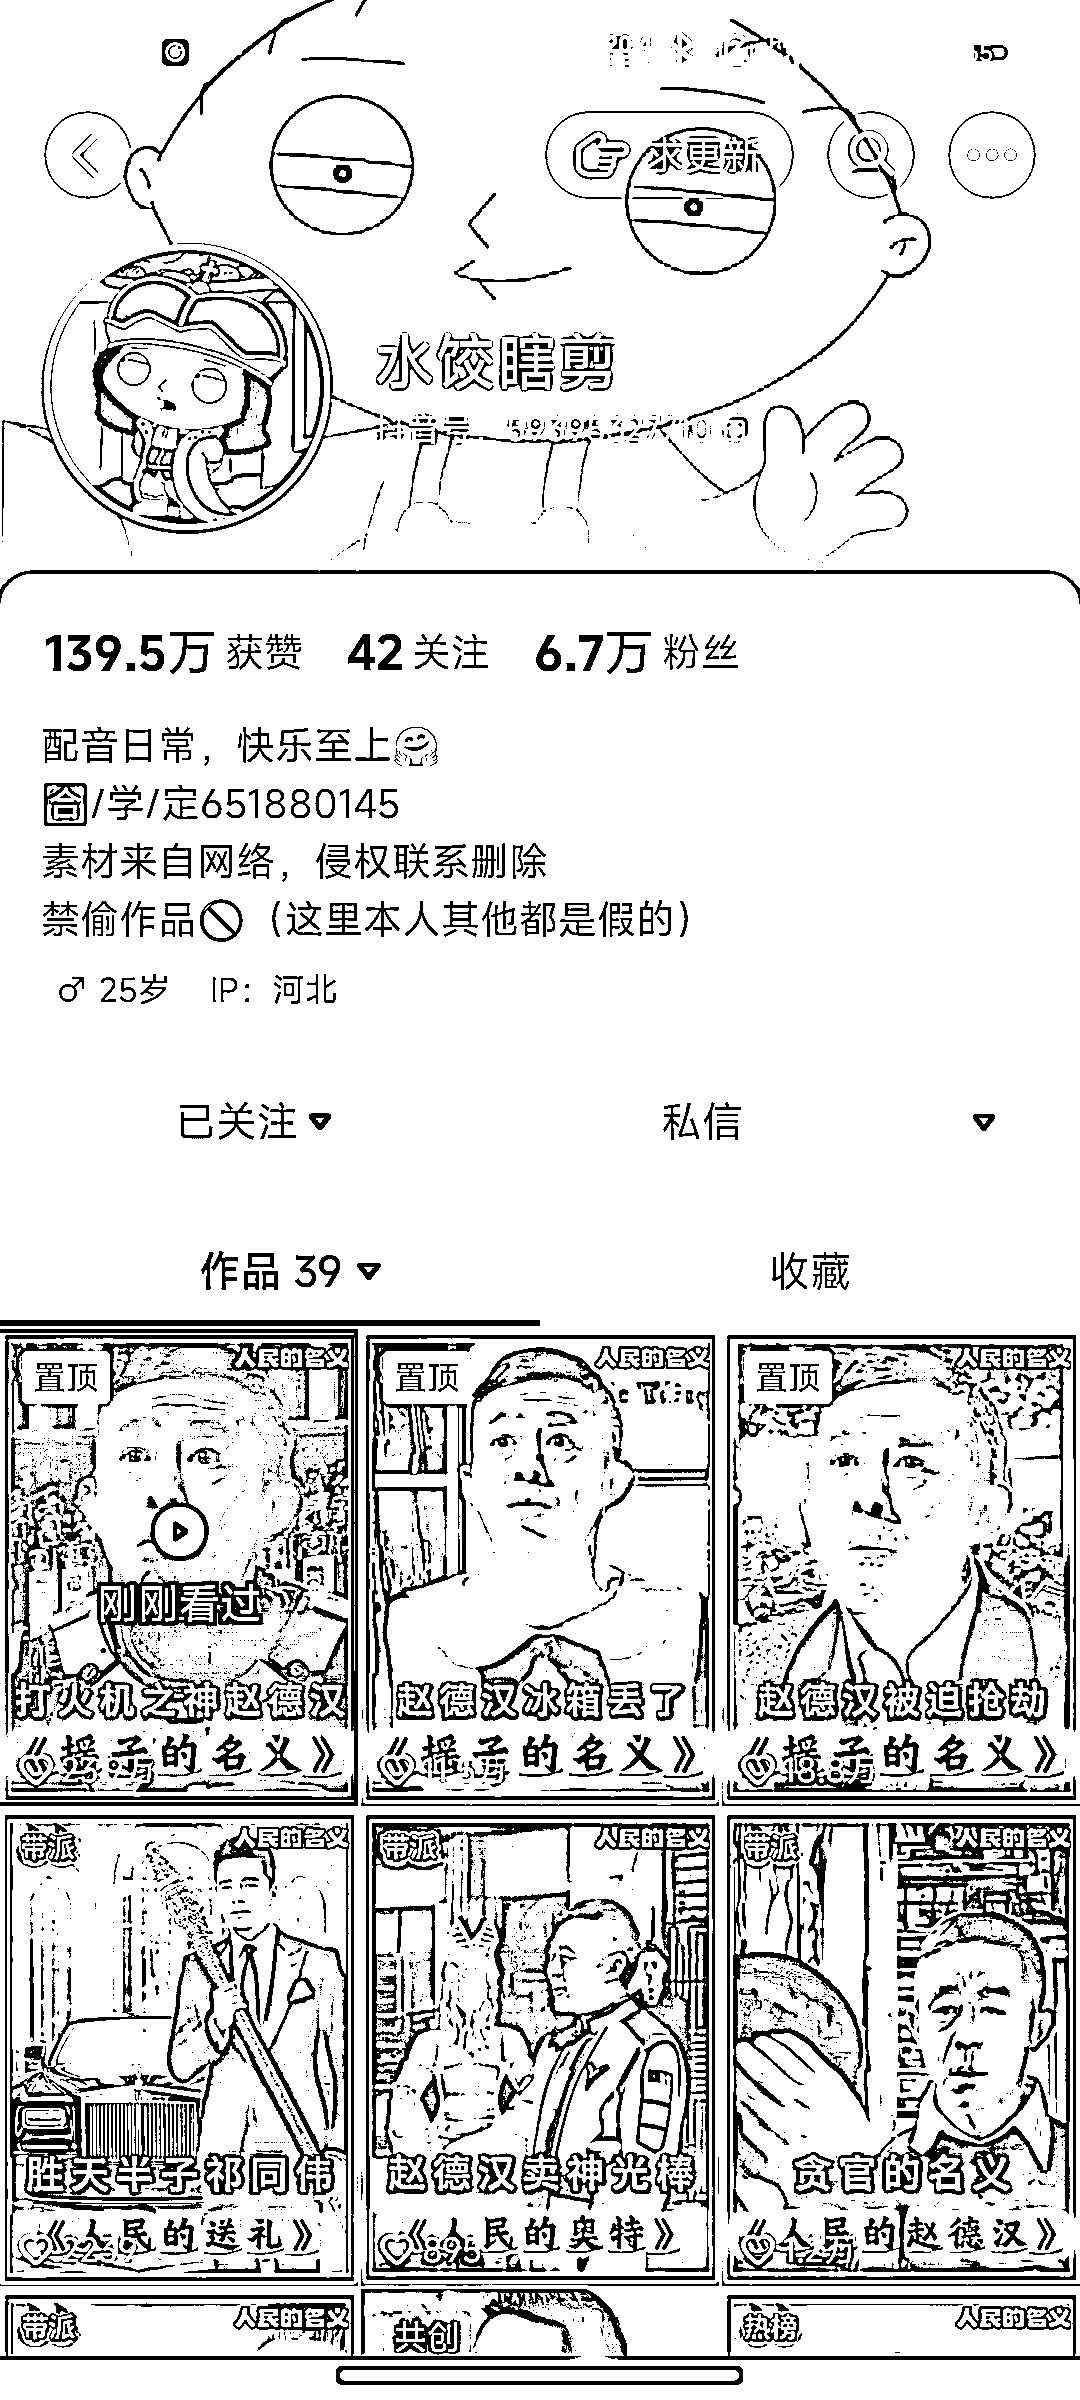 求更新
水饺瞎剪
抖音号
139.5万 获赞 42 关注 6.7万 粉丝
配音日常，快乐至上🤗
合/学/定651880145
素材来自网络，侵权联系删除
禁偷作品🚫（这里本人其他都是假的）
♂ 25岁 IP：河北
已关注 私信
作品 39 收藏
置顶 人民的名义 置顶 人民的名义 置顶 人民的名义
刚刚看过
打火机之神赵德汉 赵德汉冰箱丢了 赵德汉被迫抢劫
《摇子的名义》 《摇子的名义》 《摇子的名义》
18.8万
带派 人民的名义 带派 人民的名义 带派 人民的名义
胜天半子祁同伟 赵德汉卖神光棒 贪官的名义
《人民的送礼》 《人民的奥特》 《人民的赵德汉》
带派 人民的名义 共创 热榜 人民的名义